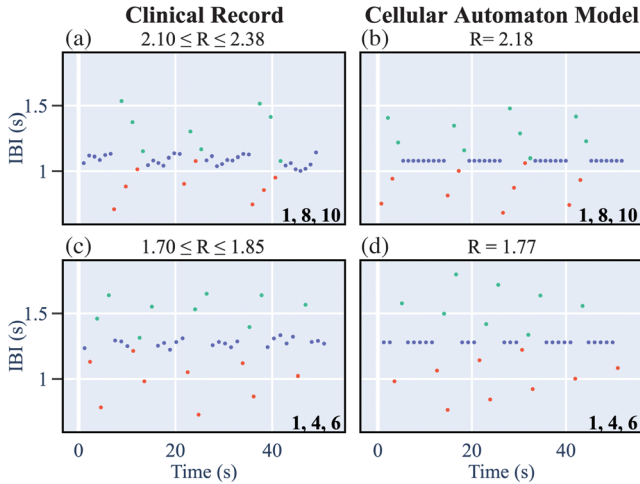 Clinical Record
Cellular Automaton Model
(a)
2.10 ≤ R ≤ 2.38
(b)
R= 2.18
IBI (s)
1.5
1
1, 8, 10
1, 8, 10
(c)
1.70 ≤ R ≤ 1.85
(d)
R = 1.77
IBI (s)
1.5
1
1, 4, 6
1, 4, 6
0 20 40
0 20 40
Time (s)
Time (s)